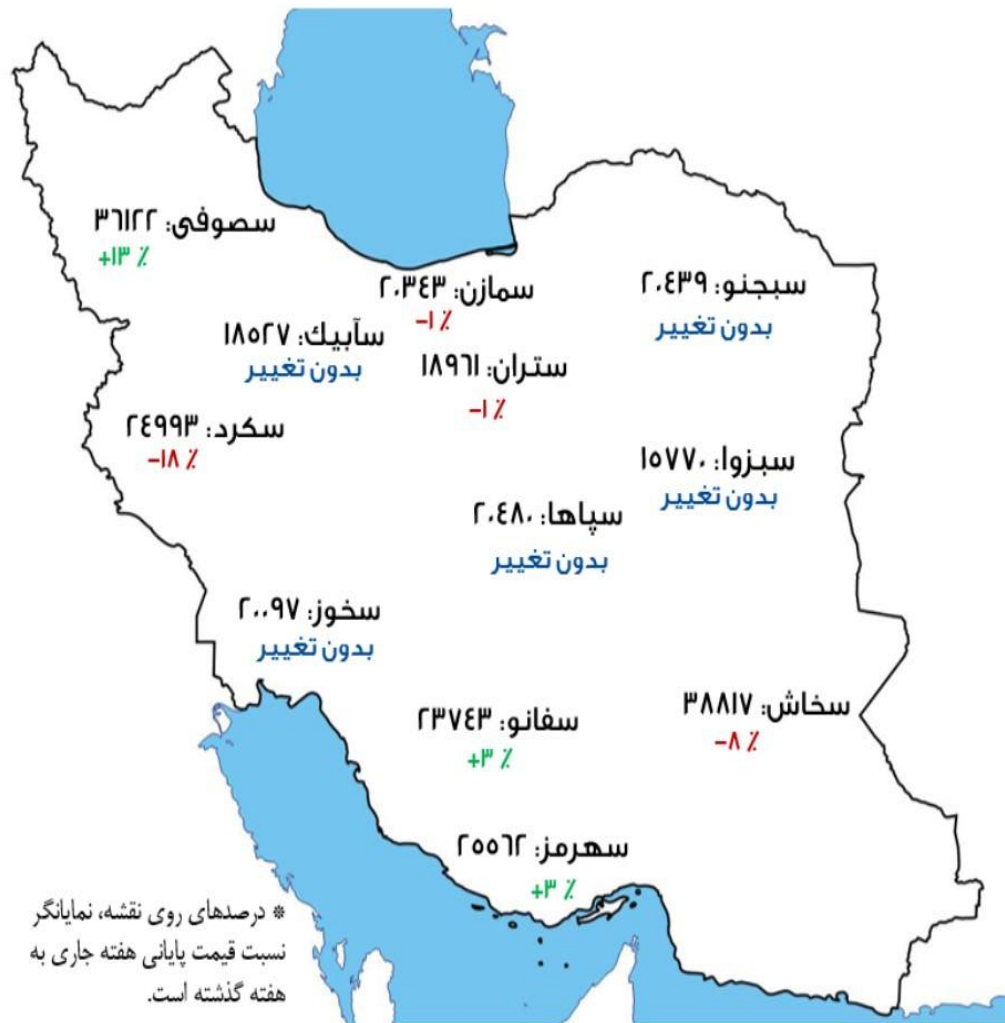 سصوفی: ۳۶۱۲۲
+۱۳ ٪
سمازن: ۲۰۳۴۳
-۱ ٪
سبجنو: ۲۰۴۳۹
بدون تغییر
سآبیك: ۱۸۵۲۷
بدون تغییر
ستران: ۱۸۹۶۱
-۱ ٪
سکرد: ۲۴۹۹۳
-۱۸ ٪
سبزوا: ۱۵۷۷۰
بدون تغییر
سپاها: ۲۰۴۸۰
بدون تغییر
سخوز: ۲۰۰۹۷
بدون تغییر
سخاش: ۳۸۸۱۷
-۸ ٪
سفانو: ۲۳۷۴۳
+۳ ٪
سهرمز: ۲۵۵۶۲
+۳ ٪
* درصدهای روی نقشه، نمایانگر
نسبت قیمت پایانی هفته جاری به
هفته گذشته است.